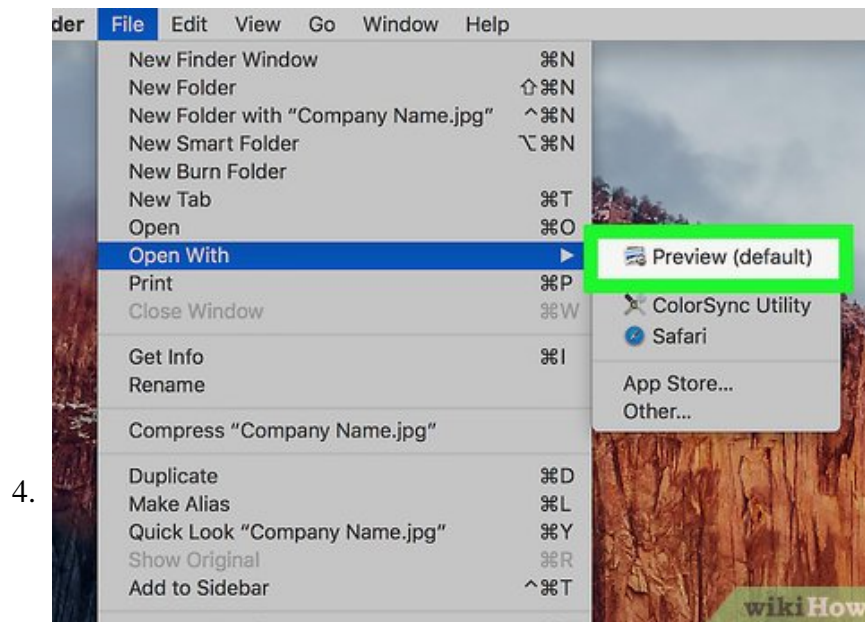 der File Edit View Go Window Help
New Finder Window ⌘N
New Folder ⇧⌘N
New Folder with “Company Name.jpg” ^⌘N
New Smart Folder ⌥⌘N
New Burn Folder
New Tab ⌘T
Open ⌘O
Open With ▶
Preview (default)
Print ⌘P
Close Window ⌘W
ColorSync Utility
Safari
Get Info ⌘I
Rename
App Store...
Other...
Compress “Company Name.jpg”
4.
Duplicate ⌘D
Make Alias ⌘L
Quick Look “Company Name.jpg” ⌘Y
Show Original ⌘R
Add to Sidebar ^⌘T
wikiHow